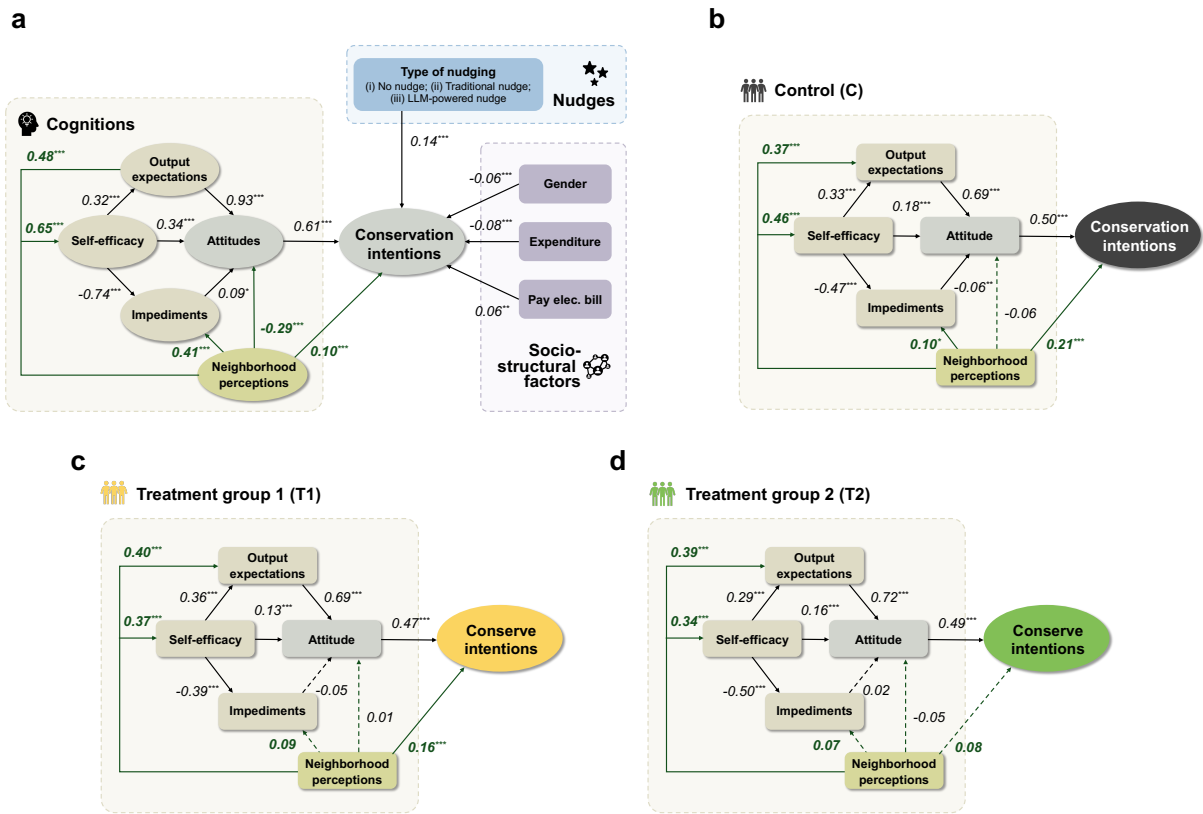 a
Type of nudging
(i) No nudge; (ii) Traditional nudge;
(iii) LLM-powered nudge
Nudges
Cognitions
0.48***
Output
expectations
0.14***
0.32***
0.93***
-0.06***
Gender
0.65***
Self-efficacy
0.34***
Attitudes
0.61***
Conservation
intentions
-0.08***
Expenditure
-0.74***
0.09*
Impediments
0.06**
Pay elec. bill
-0.29***
0.41***
0.10***
Neighborhood
perceptions
Socio-
structural
factors
b
Control (C)
0.37***
Output
expectations
0.33***
0.69***
0.46***
0.18***
Self-efficacy
Attitude
0.50***
Conservation
intentions
-0.47***
-0.06**
Impediments
-0.06
0.10*
0.21***
Neighborhood
perceptions
c
Treatment group 1 (T1)
0.40***
Output
expectations
0.36***
0.69***
0.37***
0.13***
Self-efficacy
Attitude
0.47***
Conserve
intentions
-0.39***
-0.05
Impediments
0.01
0.09
0.16***
Neighborhood
perceptions
d
Treatment group 2 (T2)
0.39***
Output
expectations
0.29***
0.72***
0.34***
0.16***
Self-efficacy
Attitude
0.49***
Conserve
intentions
-0.50***
0.02
Impediments
-0.05
0.07
0.08
Neighborhood
perceptions